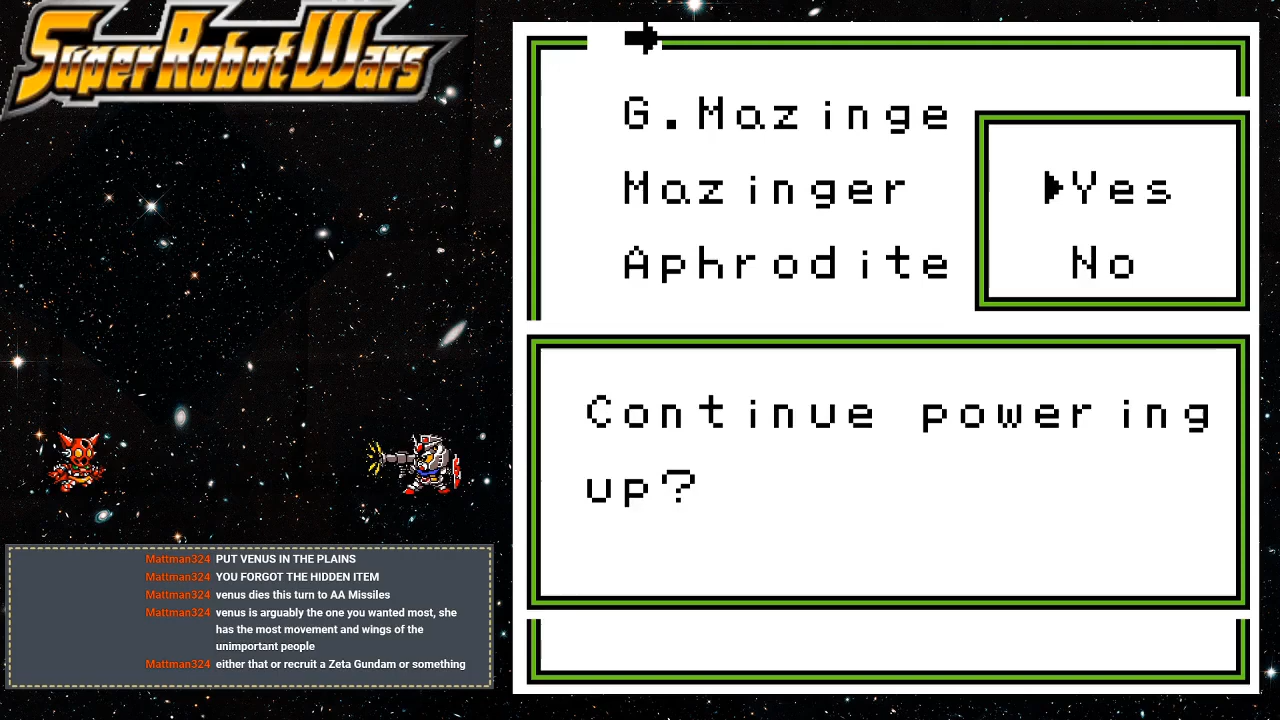 Super Robot Wars
G.Mazinge
Mazinger
Aphrodite
Yes
No
Continue powering
up?
Mattman324 PUT VENUS IN THE PLAINS
Mattman324 YOU FORGOT THE HIDDEN ITEM
Mattman324 venus dies this turn to AA Missiles
Mattman324 venus is arguably the one you wanted most, she
has the most movement and wings of the
unimportant people
Mattman324 either that or recruit a Zeta Gundam or something